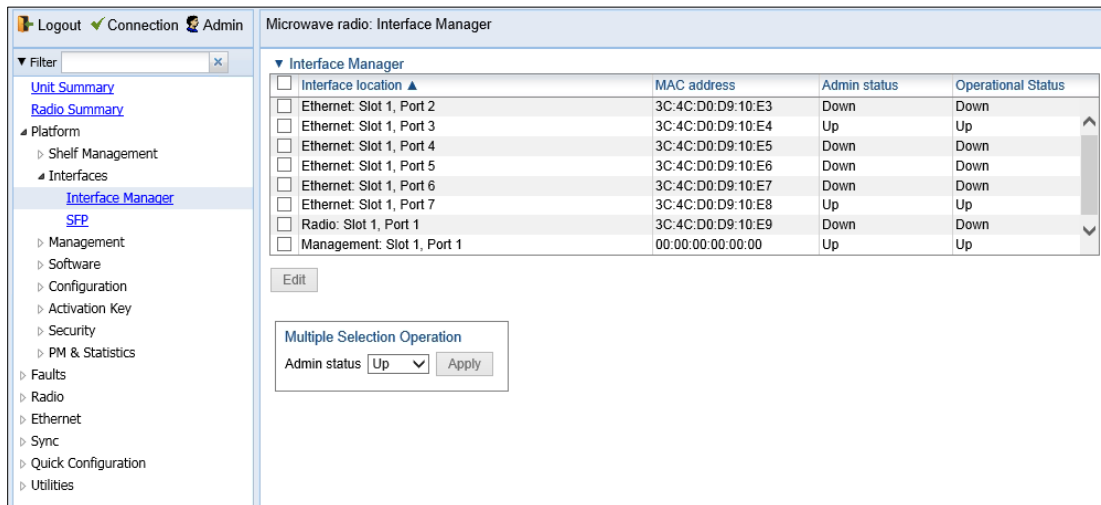 Logout Connection Admin
Microwave radio: Interface Manager
▼ Filter
Unit Summary
Radio Summary
Platform
Shelf Management
Interfaces
Interface Manager
SFP
Management
Software
Configuration
Activation Key
Security
PM & Statistics
Faults
Radio
Ethernet
Sync
Quick Configuration
Utilities
▼ Interface Manager
Interface location ▲ MAC address Admin status Operational Status
Ethernet: Slot 1, Port 2 3C:4C:D0:D9:10:E3 Down Down
Ethernet: Slot 1, Port 3 3C:4C:D0:D9:10:E4 Up Up
Ethernet: Slot 1, Port 4 3C:4C:D0:D9:10:E5 Down Down
Ethernet: Slot 1, Port 5 3C:4C:D0:D9:10:E6 Down Down
Ethernet: Slot 1, Port 6 3C:4C:D0:D9:10:E7 Down Down
Ethernet: Slot 1, Port 7 3C:4C:D0:D9:10:E8 Up Up
Radio: Slot 1, Port 1 3C:4C:D0:D9:10:E9 Down Down
Management: Slot 1, Port 1 00:00:00:00:00:00 Up Up
Edit
Multiple Selection Operation
Admin status Up Apply